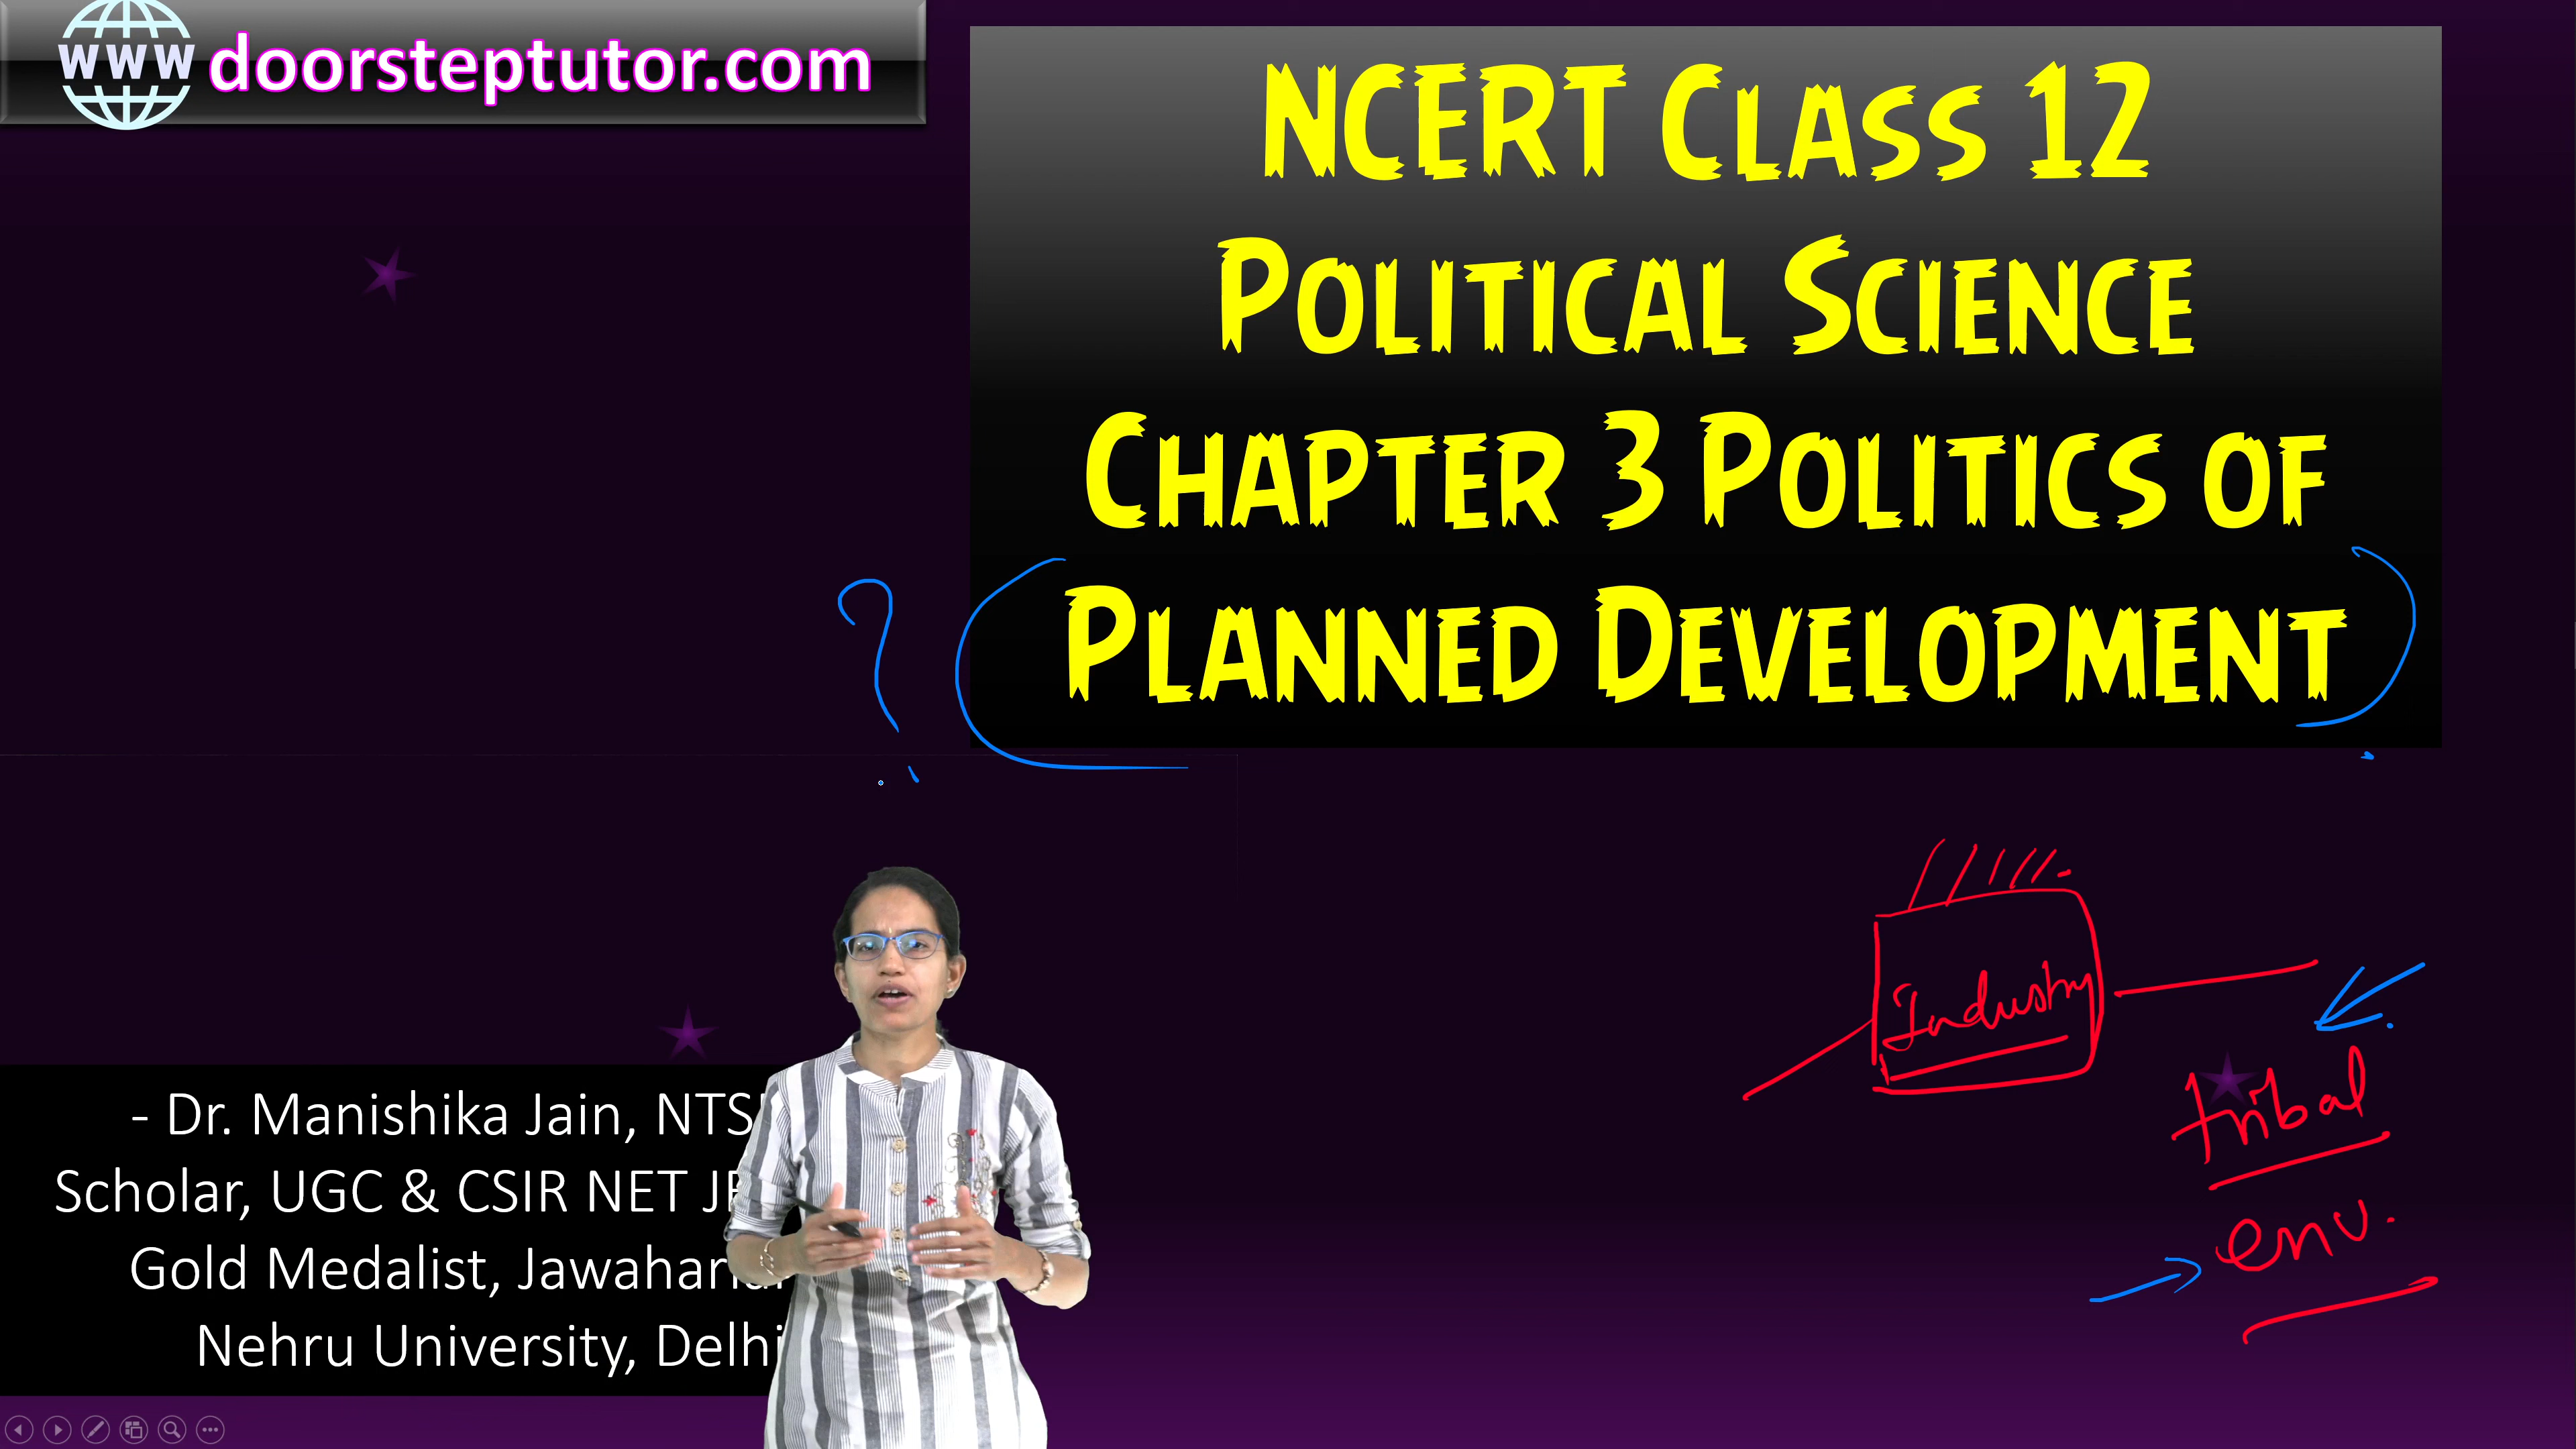 www doorsteptutor.com
NCERT Class 12
Political Science
Chapter 3 Politics of
Planned Development
?
Industry
tribal
env.
- Dr. Manishika Jain, NTS
Scholar, UGC & CSIR NET J
Gold Medalist, Jawaharlal
Nehru University, Delhi